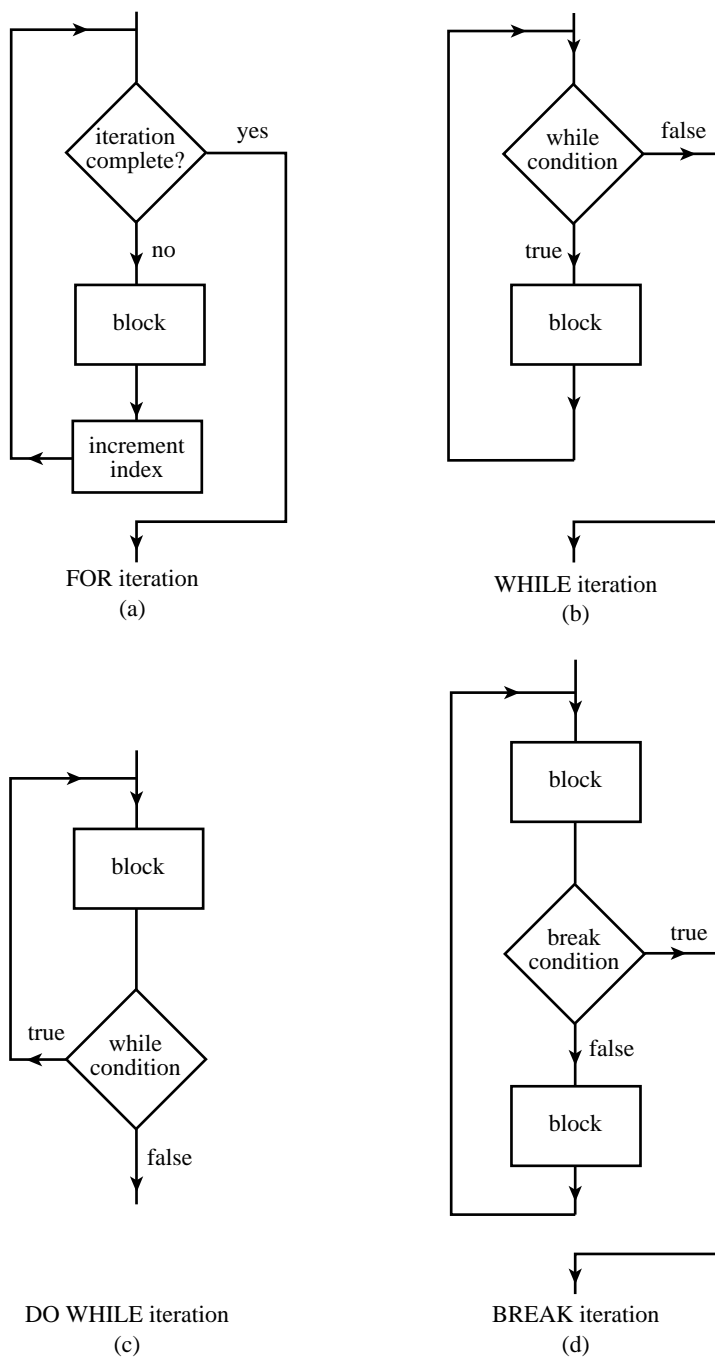 iteration
complete?
yes
no
block
increment
index
FOR iteration
(a)
while
condition
false
true
block
WHILE iteration
(b)
block
true
while
condition
false
DO WHILE iteration
(c)
block
break
condition
true
false
block
BREAK iteration
(d)